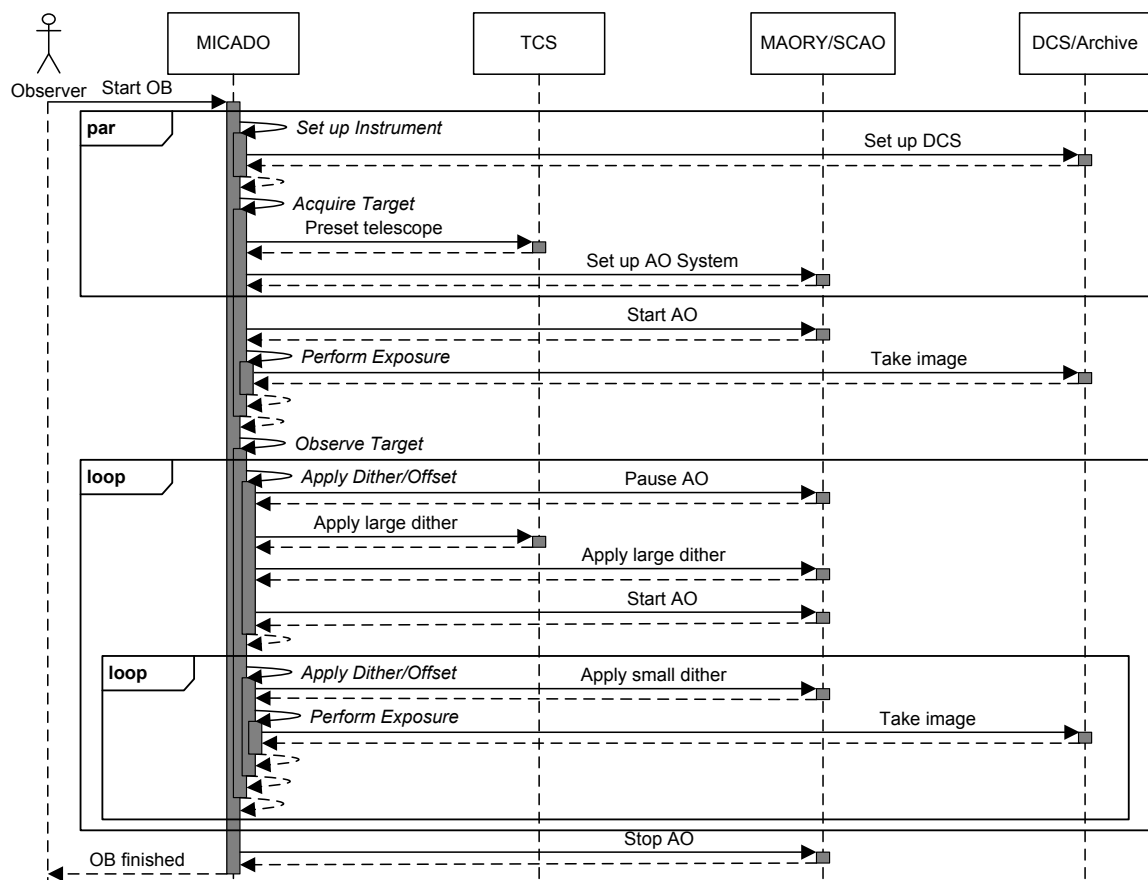 MICADO
TCS
MAORY/SCAO
DCS/Archive
Observer
Start OB
par
Set up Instrument
Set up DCS
Acquire Target
Preset telescope
Set up AO System
Start AO
Perform Exposure
Take image
Observe Target
loop
Apply Dither/Offset
Pause AO
Apply large dither
Apply large dither
Start AO
loop
Apply Dither/Offset
Apply small dither
Perform Exposure
Take image
Stop AO
OB finished